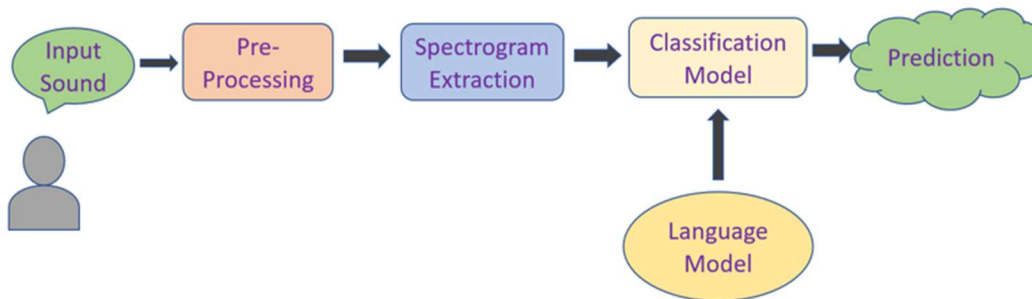 Input
Sound
Pre-
Processing
Spectrogram
Extraction
Classification
Model
Prediction
Language
Model